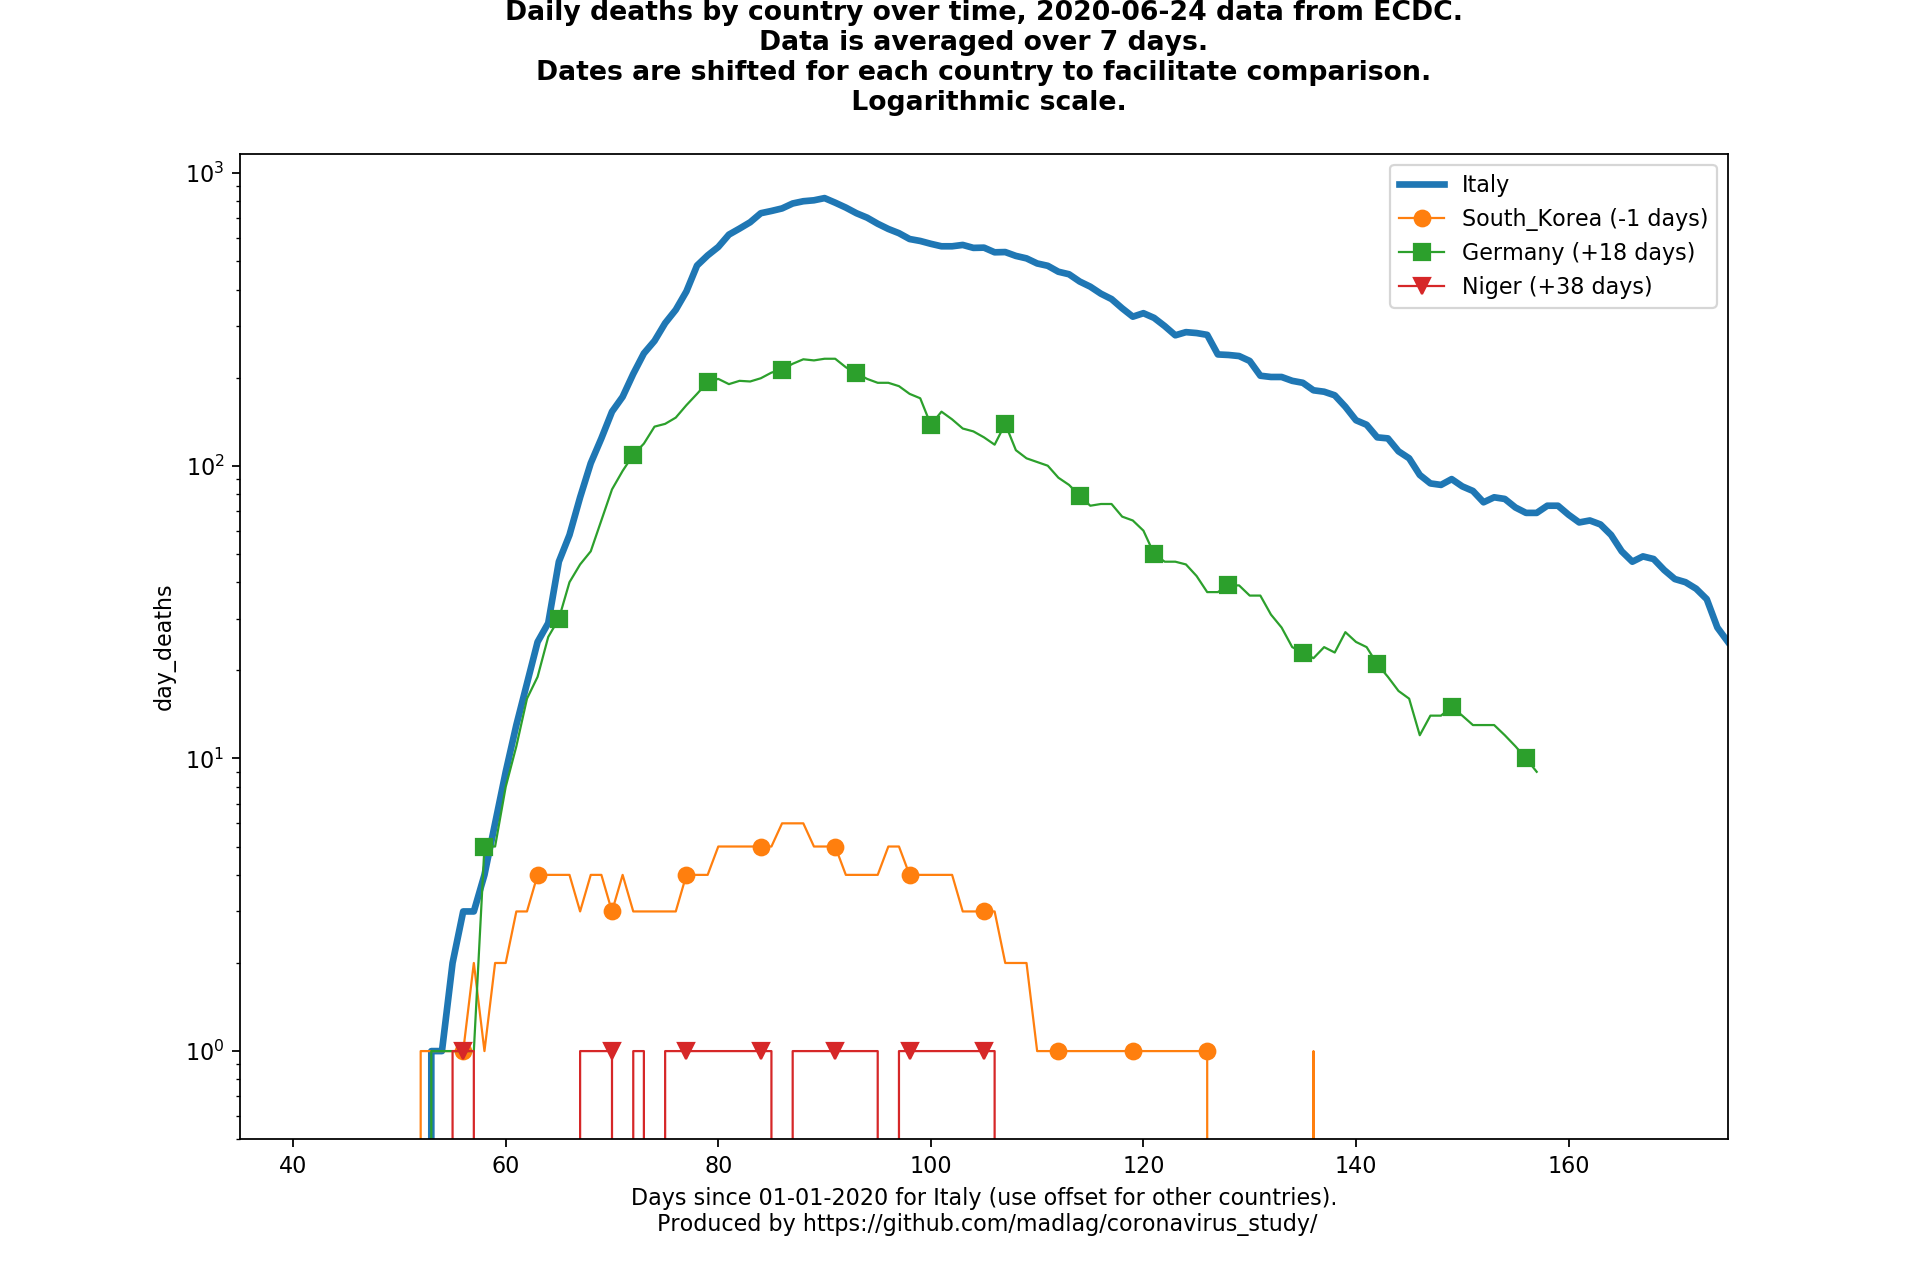 Daily deaths by country over time, 2020-06-24 data from ECDC.
Data is averaged over 7 days.
Dates are shifted for each country to facilitate comparison.
Logarithmic scale.
10³
10²
10¹
10⁰
day_deaths
Italy
South_Korea (-1 days)
Germany (+18 days)
Niger (+38 days)
40 60 80 100 120 140 160
Days since 01-01-2020 for Italy (use offset for other countries).
Produced by https://github.com/madlag/coronavirus_study/